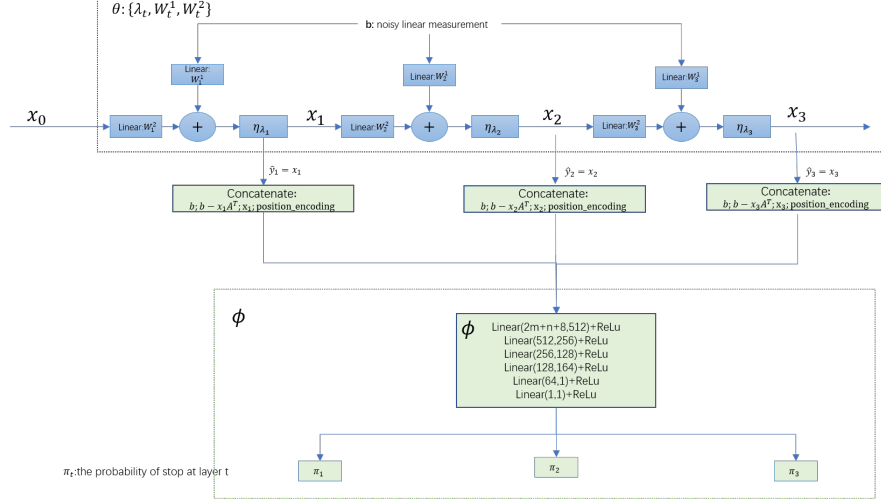 θ: {λ_t, W_t^1, W_t^2}
b: noisy linear measurement
Linear:
W_1^1
Linear:W_2^1
Linear:W_3^1
x_0
x_1
x_2
x_3
Linear:W_1^2
+
η_λ_1
Linear:W_2^2
+
η_λ_2
Linear:W_3^2
+
η_λ_3
ŷ_1 = x_1
ŷ_2 = x_2
ŷ_3 = x_3
Concatenate:
b; b − x_1A^T; x_1; position_encoding
Concatenate:
b; b − x_2A^T; x_2; position_encoding
Concatenate:
b; b − x_3A^T; x_3; position_encoding
ϕ
ϕ
Linear(2m+n+8,512)+ReLu
Linear(512,256)+ReLu
Linear(256,128)+ReLu
Linear(128,164)+ReLu
Linear(64,1)+ReLu
Linear(1,1)+ReLu
π_t:the probability of stop at layer t
π_1
π_2
π_3